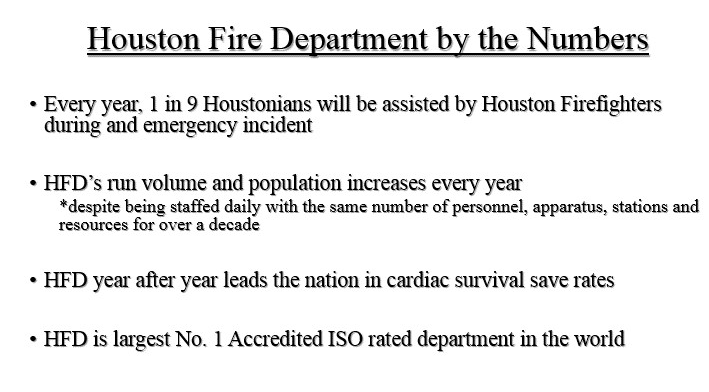 Houston Fire Department by the Numbers
• Every year, 1 in 9 Houstonians will be assisted by Houston Firefighters
during and emergency incident
• HFD’s run volume and population increases every year
*despite being staffed daily with the same number of personnel, apparatus, stations and
resources for over a decade
• HFD year after year leads the nation in cardiac survival save rates
• HFD is largest No. 1 Accredited ISO rated department in the world